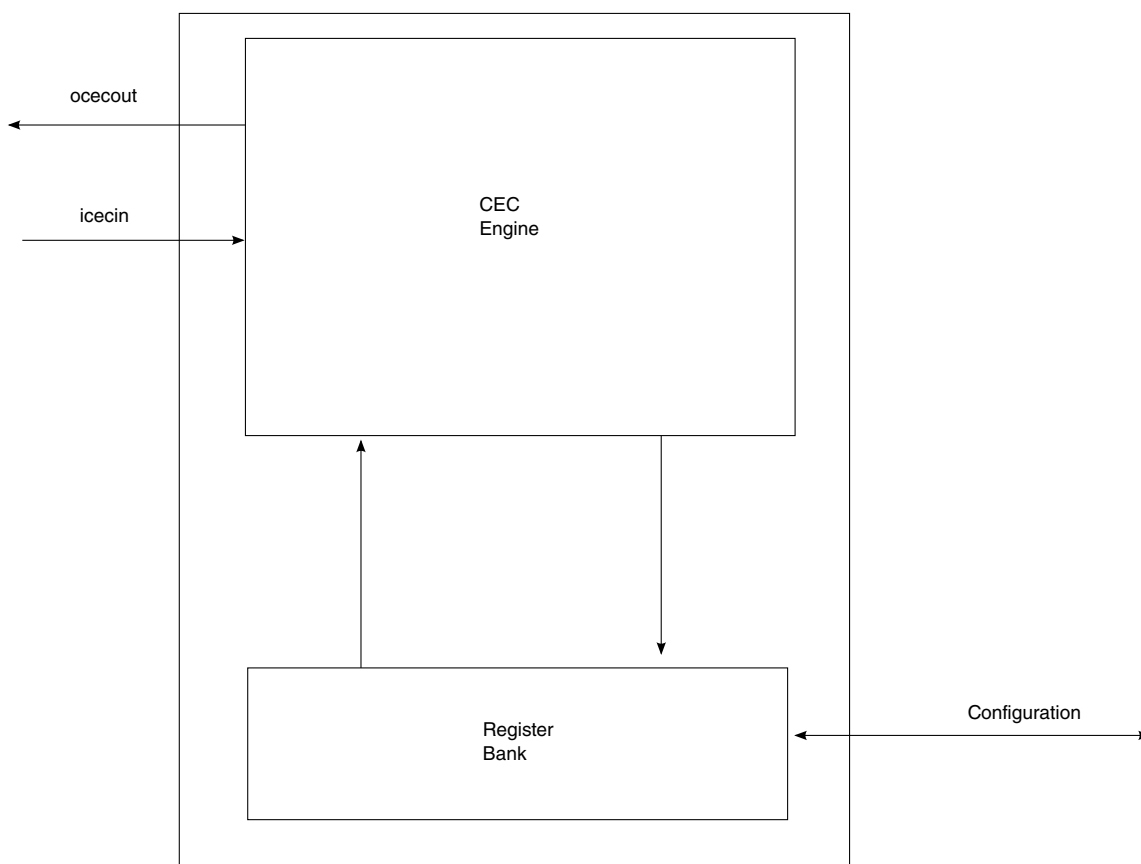 ocecout
icecin
CEC
Engine
Register
Bank
Configuration